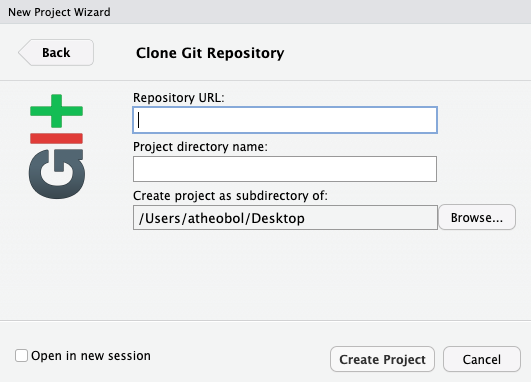 New Project Wizard
Back
Clone Git Repository
git
Repository URL:
Project directory name:
Create project as subdirectory of:
/Users/atheobol/Desktop
Browse...
Open in new session
Create Project
Cancel